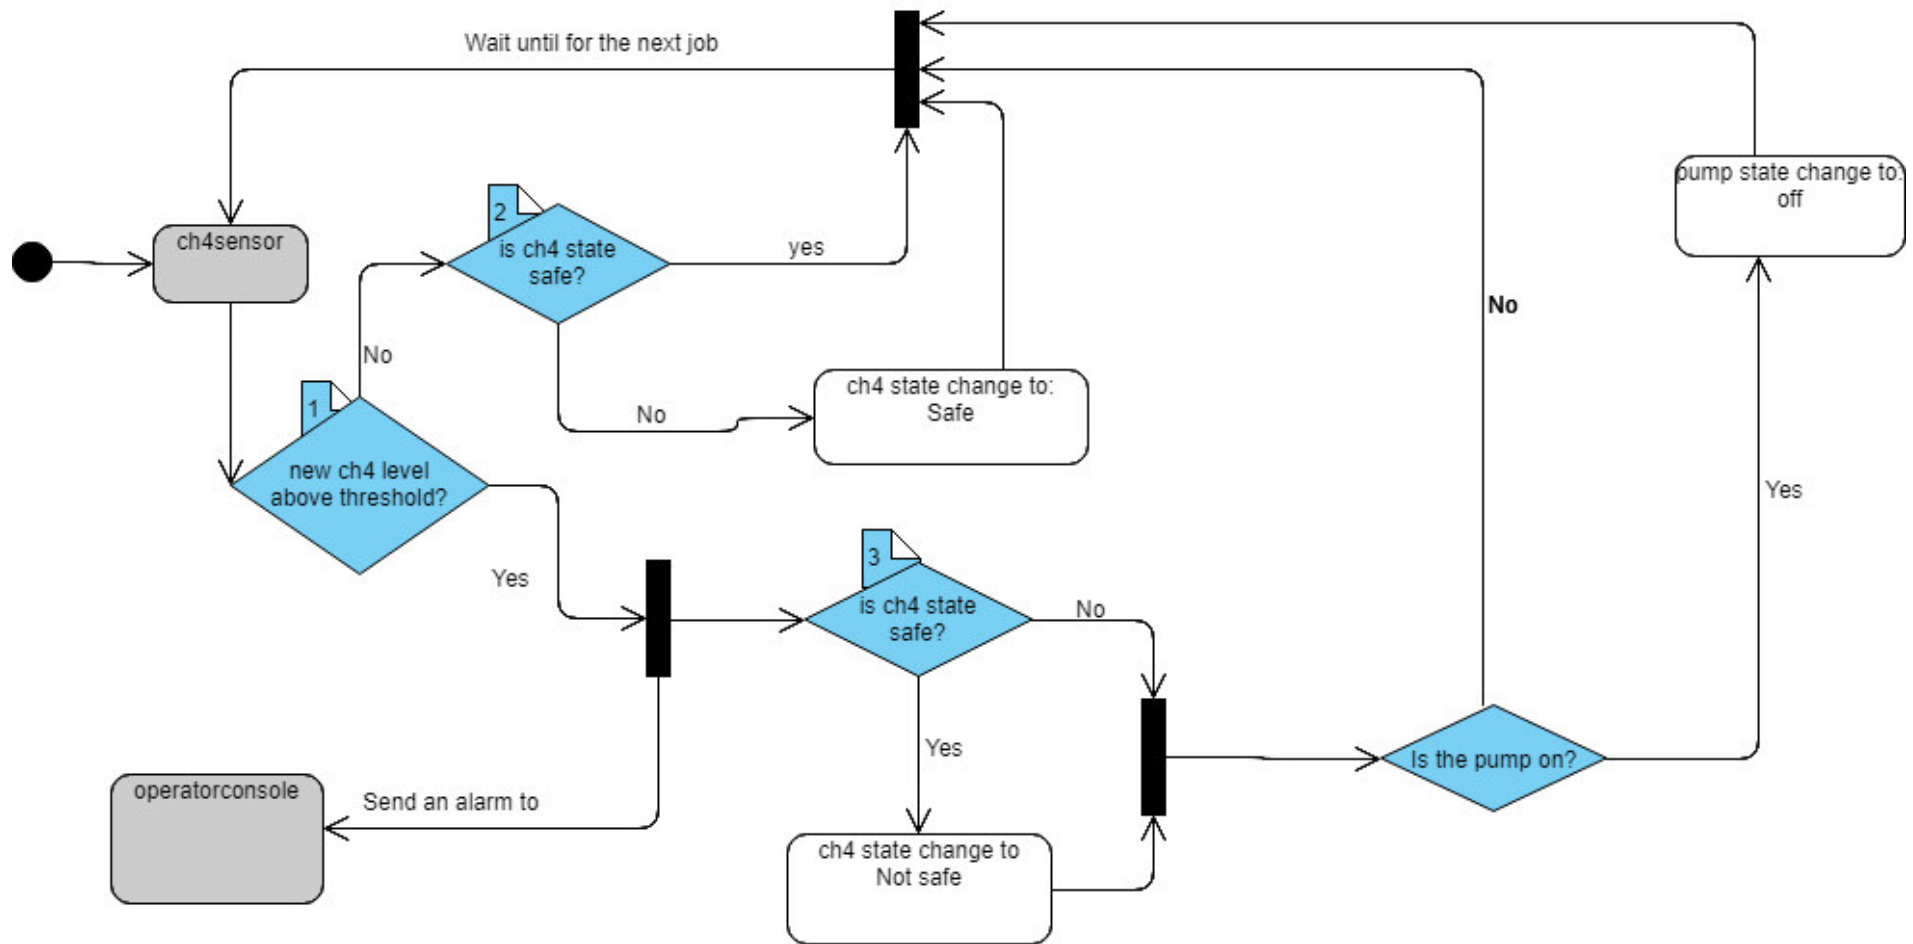 Wait until for the next job
pump state change to:
off
2
ch4sensor
is ch4 state
safe?
yes
No
No
1
ch4 state change to:
Safe
No
new ch4 level
above threshold?
Yes
Yes
3
is ch4 state
safe?
No
Yes
Is the pump on?
operatorconsole
Send an alarm to
ch4 state change to
Not safe